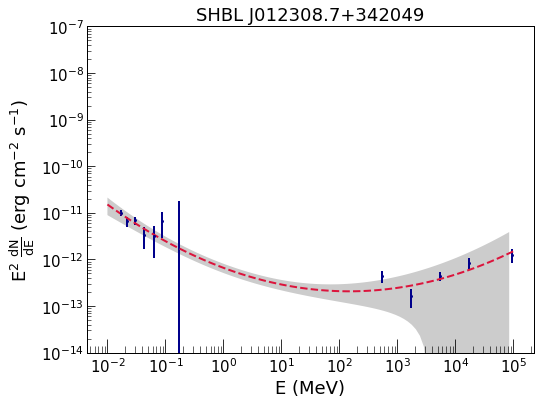 SHBL J012308.7+342049
E² dN/dE (erg cm⁻² s⁻¹)
10⁻⁷
10⁻⁸
10⁻⁹
10⁻¹⁰
10⁻¹¹
10⁻¹²
10⁻¹³
10⁻¹⁴
10⁻² 10⁻¹ 10⁰ 10¹ 10² 10³ 10⁴ 10⁵
E (MeV)